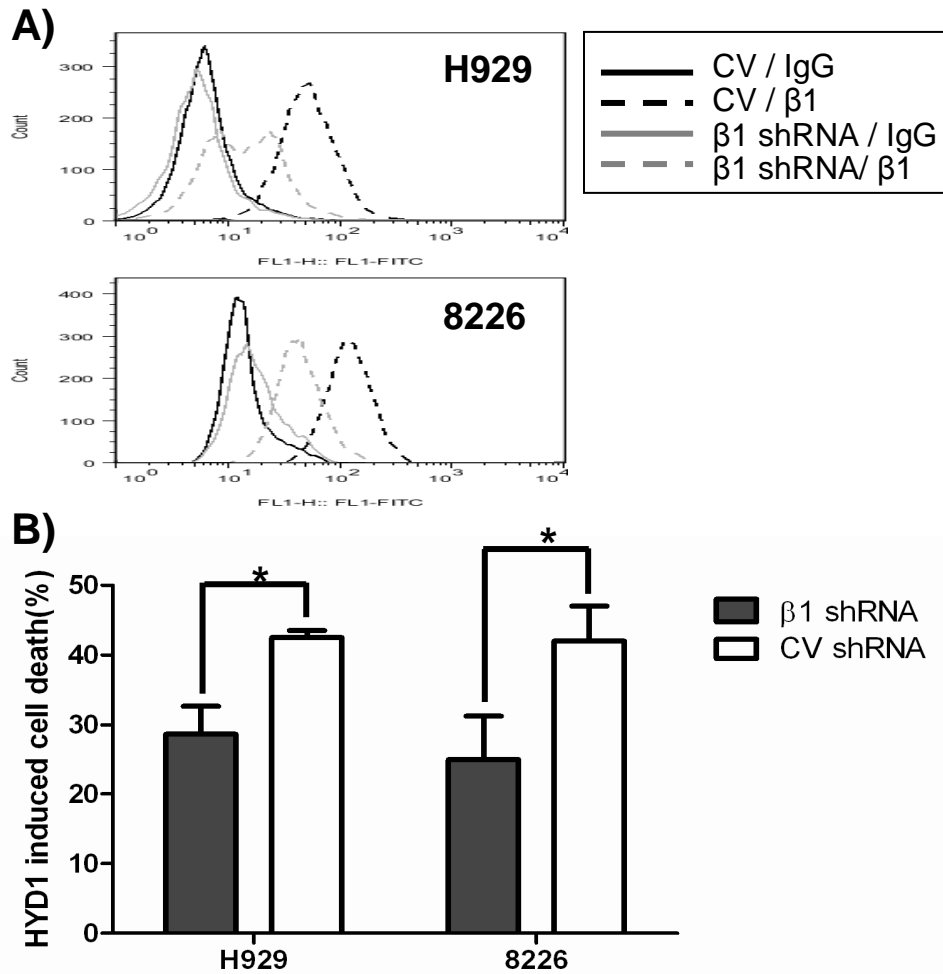 A)
H929
300
200
100
0
Count
10⁰ 10¹ 10² 10³ 10⁴
FL1-H:: FL1-FITC
CV / IgG
CV / β1
β1 shRNA / IgG
β1 shRNA/ β1
8226
400
300
200
100
0
Count
10⁰ 10¹ 10² 10³ 10⁴
FL1-H:: FL1-FITC
B)
HYD1 induced cell death(%)
50
40
30
20
10
0
*
*
H929 8226
β1 shRNA
CV shRNA